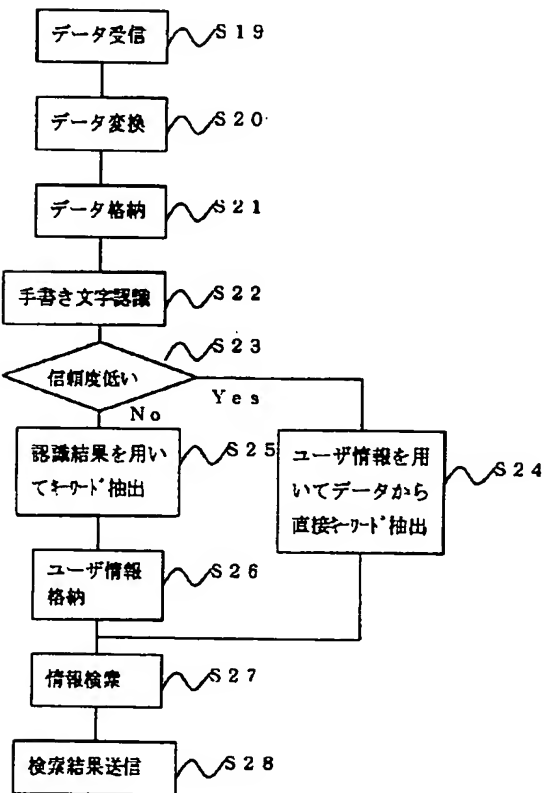 データ受信 S19
データ変換 S20
データ格納 S21
手書き文字認識 S22
信頼度低い S23
Yes
No
認識結果を用い
てキーワード抽出 S25
ユーザ情報を用
いてデータから
直接キーワード抽出 S24
ユーザ情報
格納 S26
情報検索 S27
検索結果送信 S28